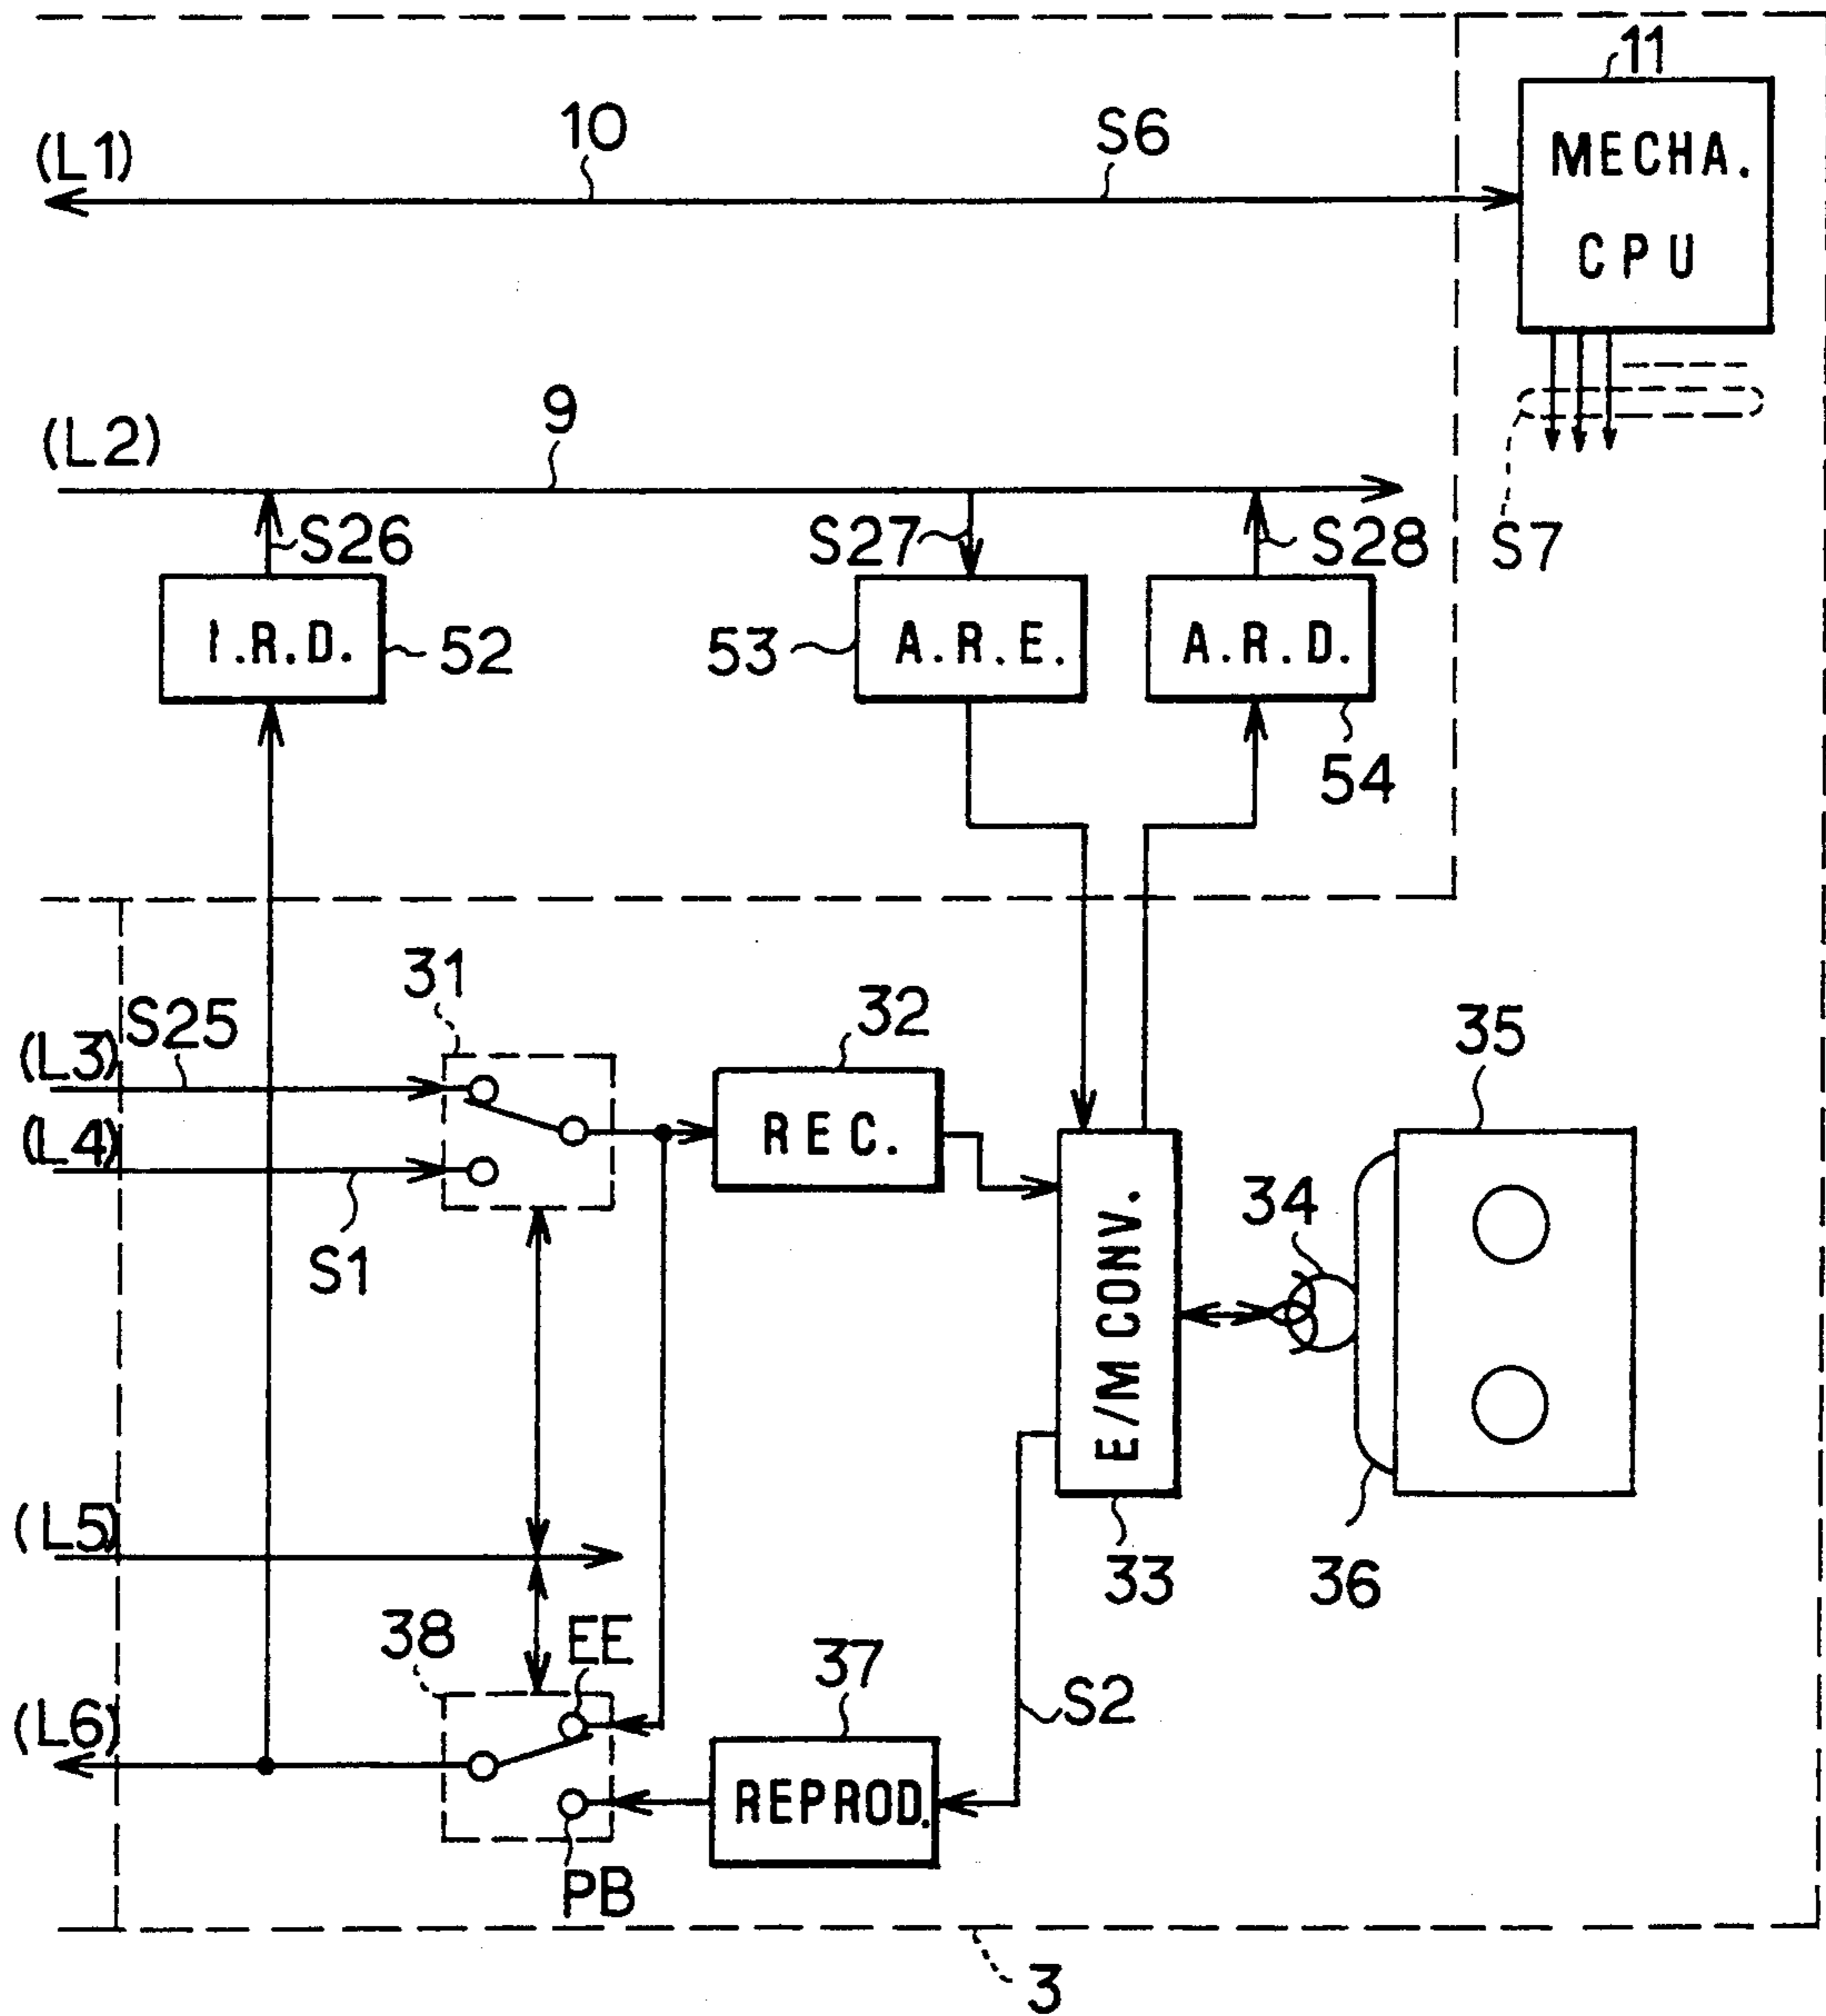 11
10
S6
(L1)
MECHA.
CPU
9
(L2)
S26
S27
S28
S7
I.R.D.
52
53
A.R.E.
A.R.D.
54
31
S25
32
35
(L3)
REC.
(L4)
34
S1
E/M CONV.
(L5)
33
36
38
EE
37
S2
(L6)
REPROD.
PB
3